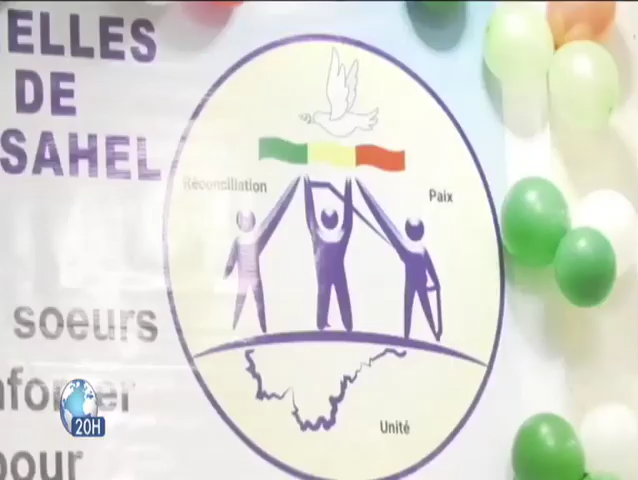 ELLES
DE
SAHEL
Réconciliation
Paix
soeurs
20H
pour
Unité